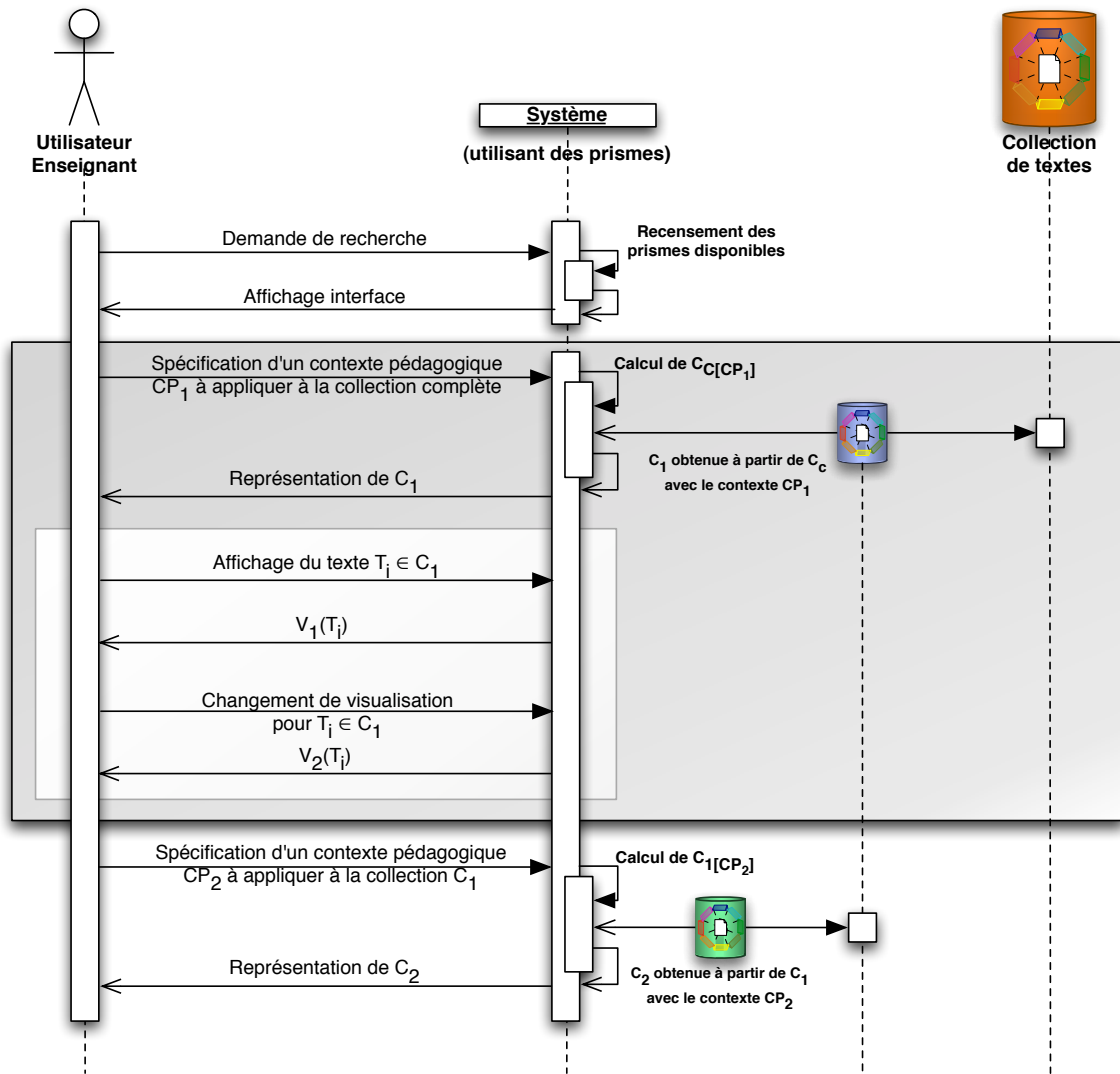 Utilisateur
Enseignant
Système
(utilisant des prismes)
Collection
de textes
Demande de recherche
Recensement des
prismes disponibles
Affichage interface
Spécification d'un contexte pédagogique
CP1 à appliquer à la collection complète
Calcul de CC[CP1]
C1 obtenue à partir de Cc
avec le contexte CP1
Représentation de C1
Affichage du texte Ti ∈ C1
V1(Ti)
Changement de visualisation
pour Ti ∈ C1
V2(Ti)
Spécification d'un contexte pédagogique
CP2 à appliquer à la collection C1
Calcul de C1[CP2]
Représentation de C2
C2 obtenue à partir de C1
avec le contexte CP2